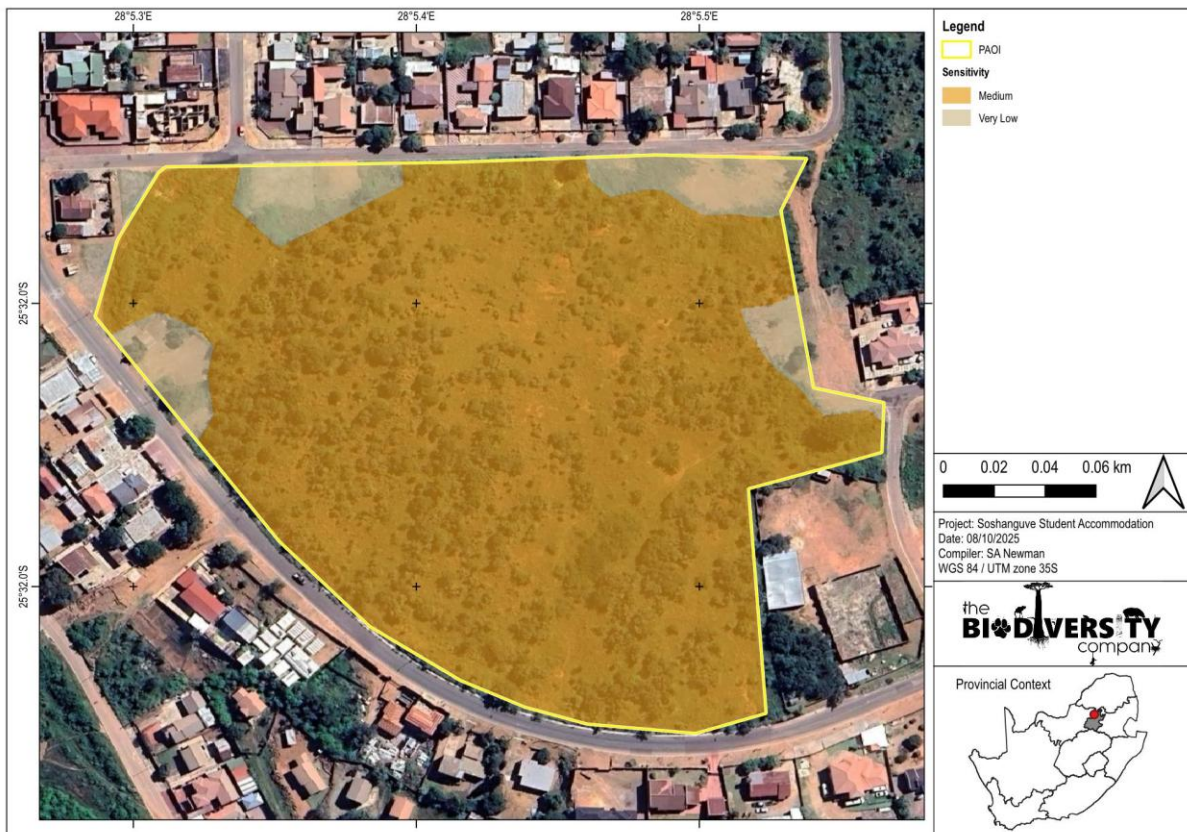 28°5.3'E
28°5.4'E
28°5.5'E
25°32.0'S
25°32.0'S
Legend
PAOI
Sensitivity
Medium
Very Low
0 0.02 0.04 0.06 km
Project: Soshanguve Student Accommodation
Date: 08/10/2025
Compiler: SA Newman
WGS 84 / UTM zone 35S
the
BIODIVERSITY
company
Provincial Context